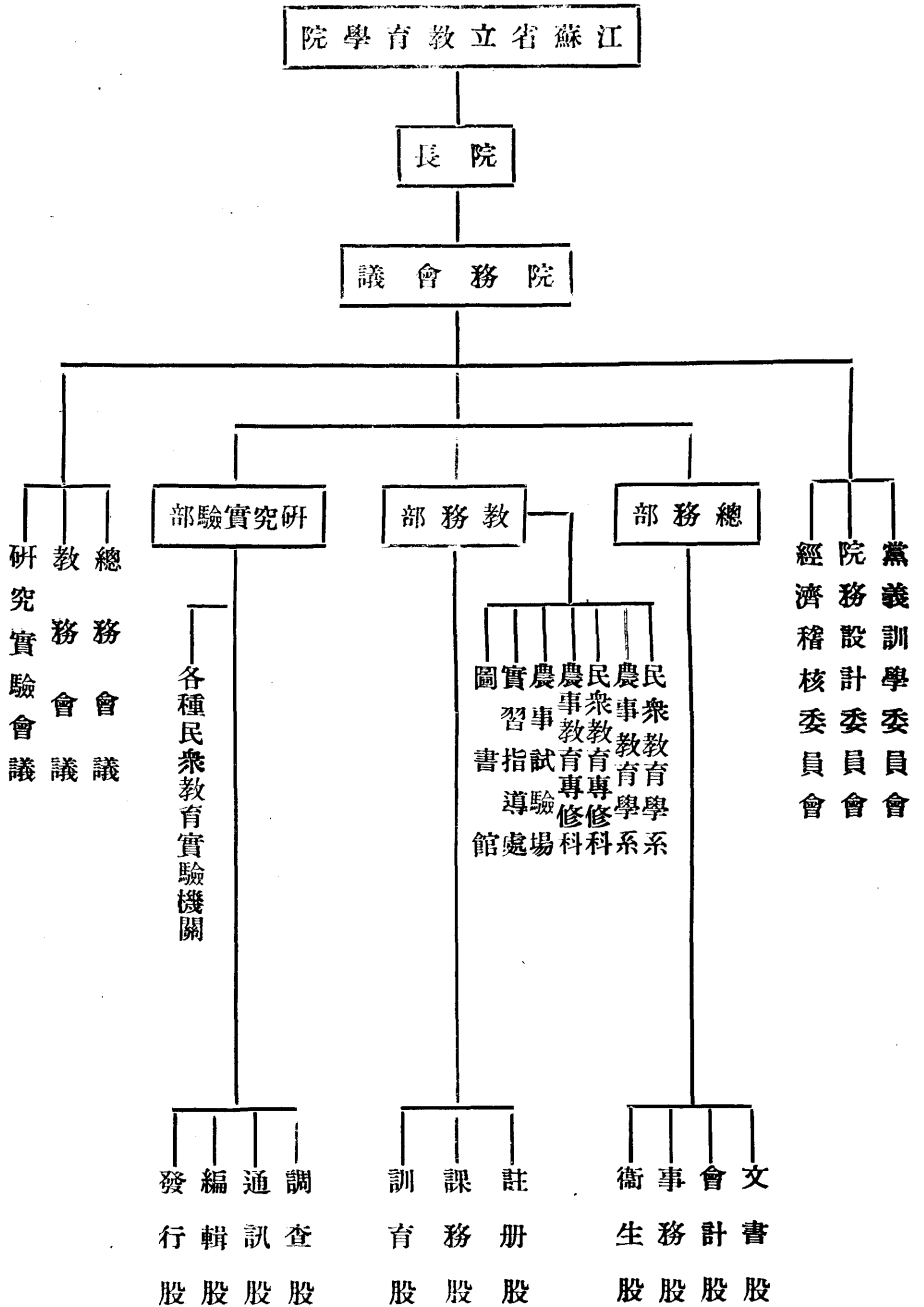 江蘇省立教育學院
院長
院務會議
黨義訓學委員會
院務設計委員會
經濟稽核委員會
總務部
教務部
研究實驗部
總務會議
教務會議
研究實驗會議
民衆教育學系
農事教育學系
民衆教育專修科
農事教育專修科
農事試驗場
實習指導處
圖書館
各種民衆教育實驗機關
文書股
會計股
事務股
衞生股
註册股
課務股
訓育股
調查股
通訊股
編輯股
發行股